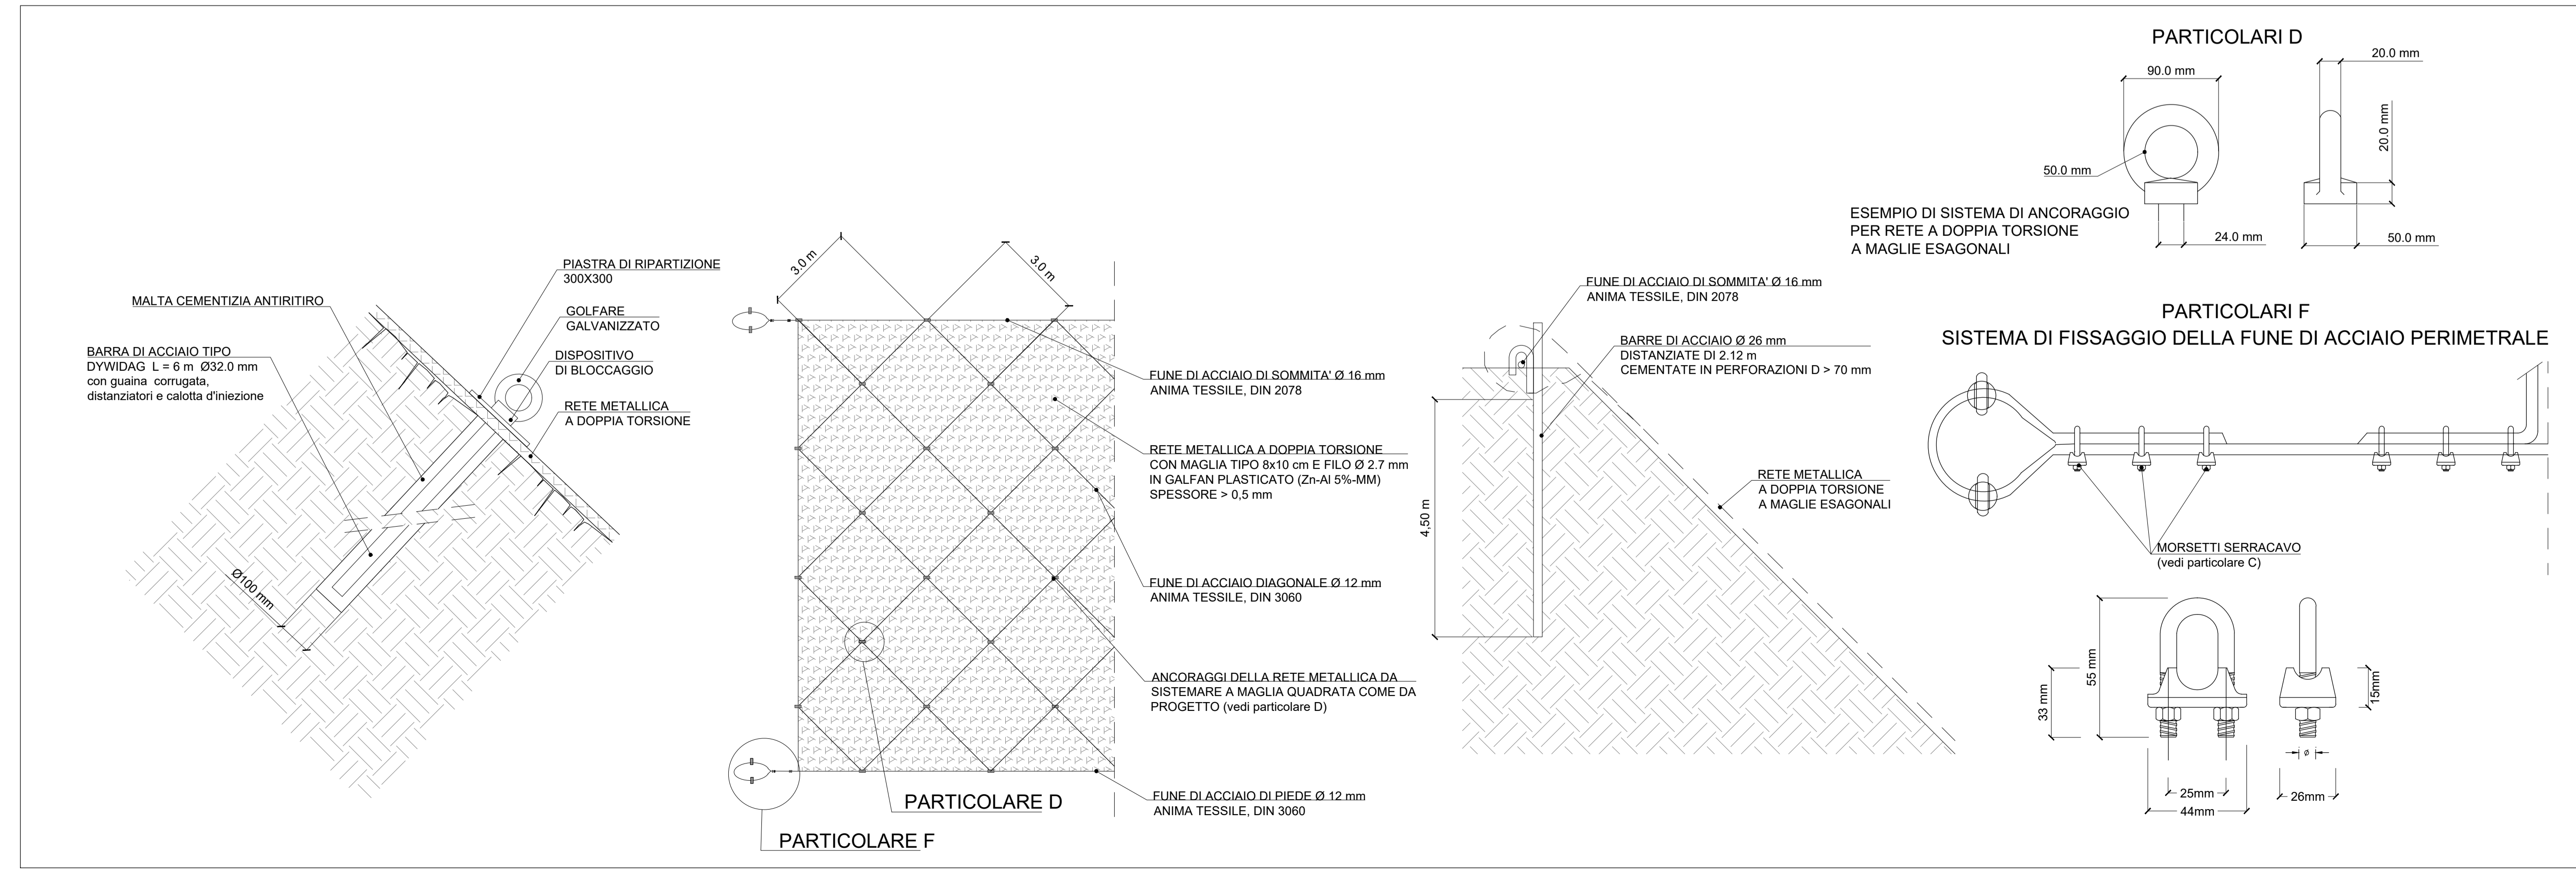 MALTA CEMENTIZIA ANTIRITIRO
BARRA DI ACCIAIO TIPO
DYWIDAG L = 6 m Ø32.0 mm
con guaina corrugata,
distanziatori e calotta d'iniezione
Ø100 mm
PIASTRA DI RIPARTIZIONE
300X300
GOLFARE
GALVANIZZATO
DISPOSITIVO
DI BLOCCAGGIO
RETE METALLICA
A DOPPIA TORSIONE
3.0 m
3.0 m
FUNE DI ACCIAIO DI SOMMITA' Ø 16 mm
ANIMA TESSILE, DIN 2078
RETE METALLICA A DOPPIA TORSIONE
CON MAGLIA TIPO 8x10 cm E FILO Ø 2.7 mm
IN GALFAN PLASTICATO (Zn-Al 5%-MM)
SPESSORE > 0,5 mm
FUNE DI ACCIAIO DIAGONALE Ø 12 mm
ANIMA TESSILE, DIN 3060
ANCORAGGI DELLA RETE METALLICA DA
SISTEMARE A MAGLIA QUADRATA COME DA
PROGETTO (vedi particolare D)
FUNE DI ACCIAIO DI PIEDE Ø 12 mm
ANIMA TESSILE, DIN 3060
PARTICOLARE D
PARTICOLARE F
FUNE DI ACCIAIO DI SOMMITA' Ø 16 mm
ANIMA TESSILE, DIN 2078
BARRE DI ACCIAIO Ø 26 mm
DISTANZIATE DI 2.12 m
CEMENTATE IN PERFORAZIONI D > 70 mm
RETE METALLICA
A DOPPIA TORSIONE
A MAGLIE ESAGONALI
4,50 m
PARTICOLARI D
90.0 mm
20.0 mm
20.0 mm
50.0 mm
24.0 mm
50.0 mm
ESEMPIO DI SISTEMA DI ANCORAGGIO
PER RETE A DOPPIA TORSIONE
A MAGLIE ESAGONALI
PARTICOLARI F
SISTEMA DI FISSAGGIO DELLA FUNE DI ACCIAIO PERIMETRALE
MORSETTI SERRACAVO
(vedi particolare C)
55 mm
33 mm
15mm
ø
25mm
44mm
26mm